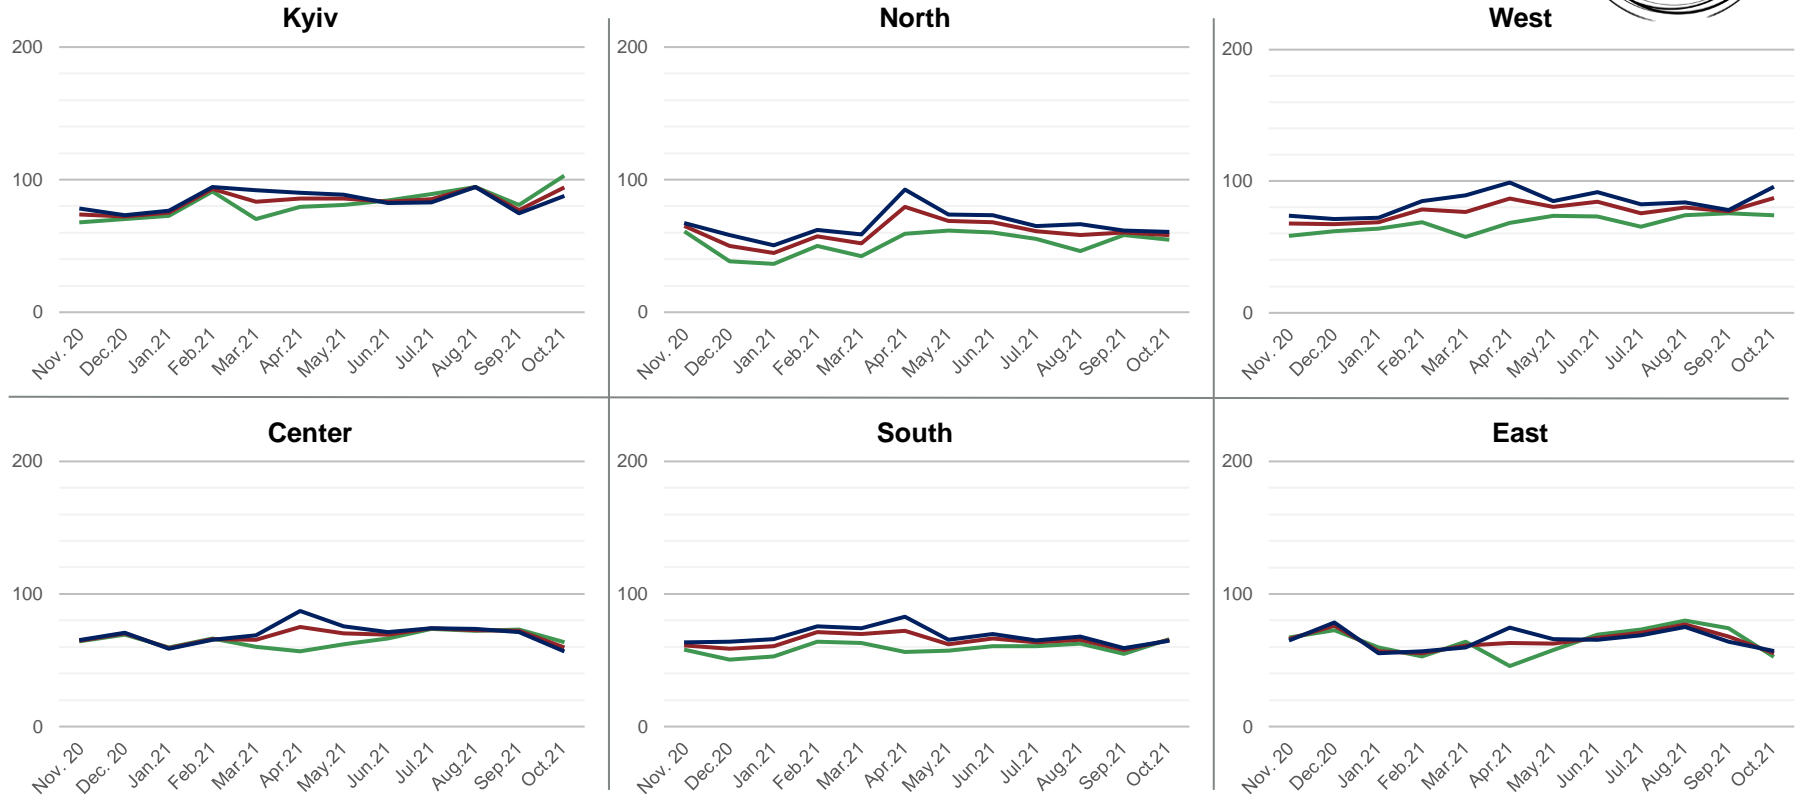 Kyiv
200
100
0
Nov. 20 Dec.20 Jan.21 Feb.21 Mar.21 Apr.21 May.21 Jun.21 Jul.21 Aug.21 Sep.21 Oct.21
North
200
100
0
Nov. 20 Dec.20 Jan.21 Feb.21 Mar.21 Apr.21 May.21 Jun.21 Jul.21 Aug.21 Sep.21 Oct.21
West
200
100
0
Nov. 20 Dec.20 Jan.21 Feb.21 Mar.21 Apr.21 May.21 Jun.21 Jul.21 Aug.21 Sep.21 Oct.21
Center
200
100
0
Nov. 20 Dec. 20 Jan.21 Feb.21 Mar.21 Apr.21 May.21 Jun.21 Jul.21 Aug.21 Sep.21 Oct.21
South
200
100
0
Nov. 20 Dec.20 Jan.21 Feb.21 Mar.21 Apr.21 May.21 Jun.21 Jul.21 Aug.21 Sep.21 Oct.21
East
200
100
0
Nov. 20 Dec.20 Jan.21 Feb.21 Mar.21 Apr.21 May.21 Jun.21 Jul.21 Aug.21 Sep.21 Oct.21